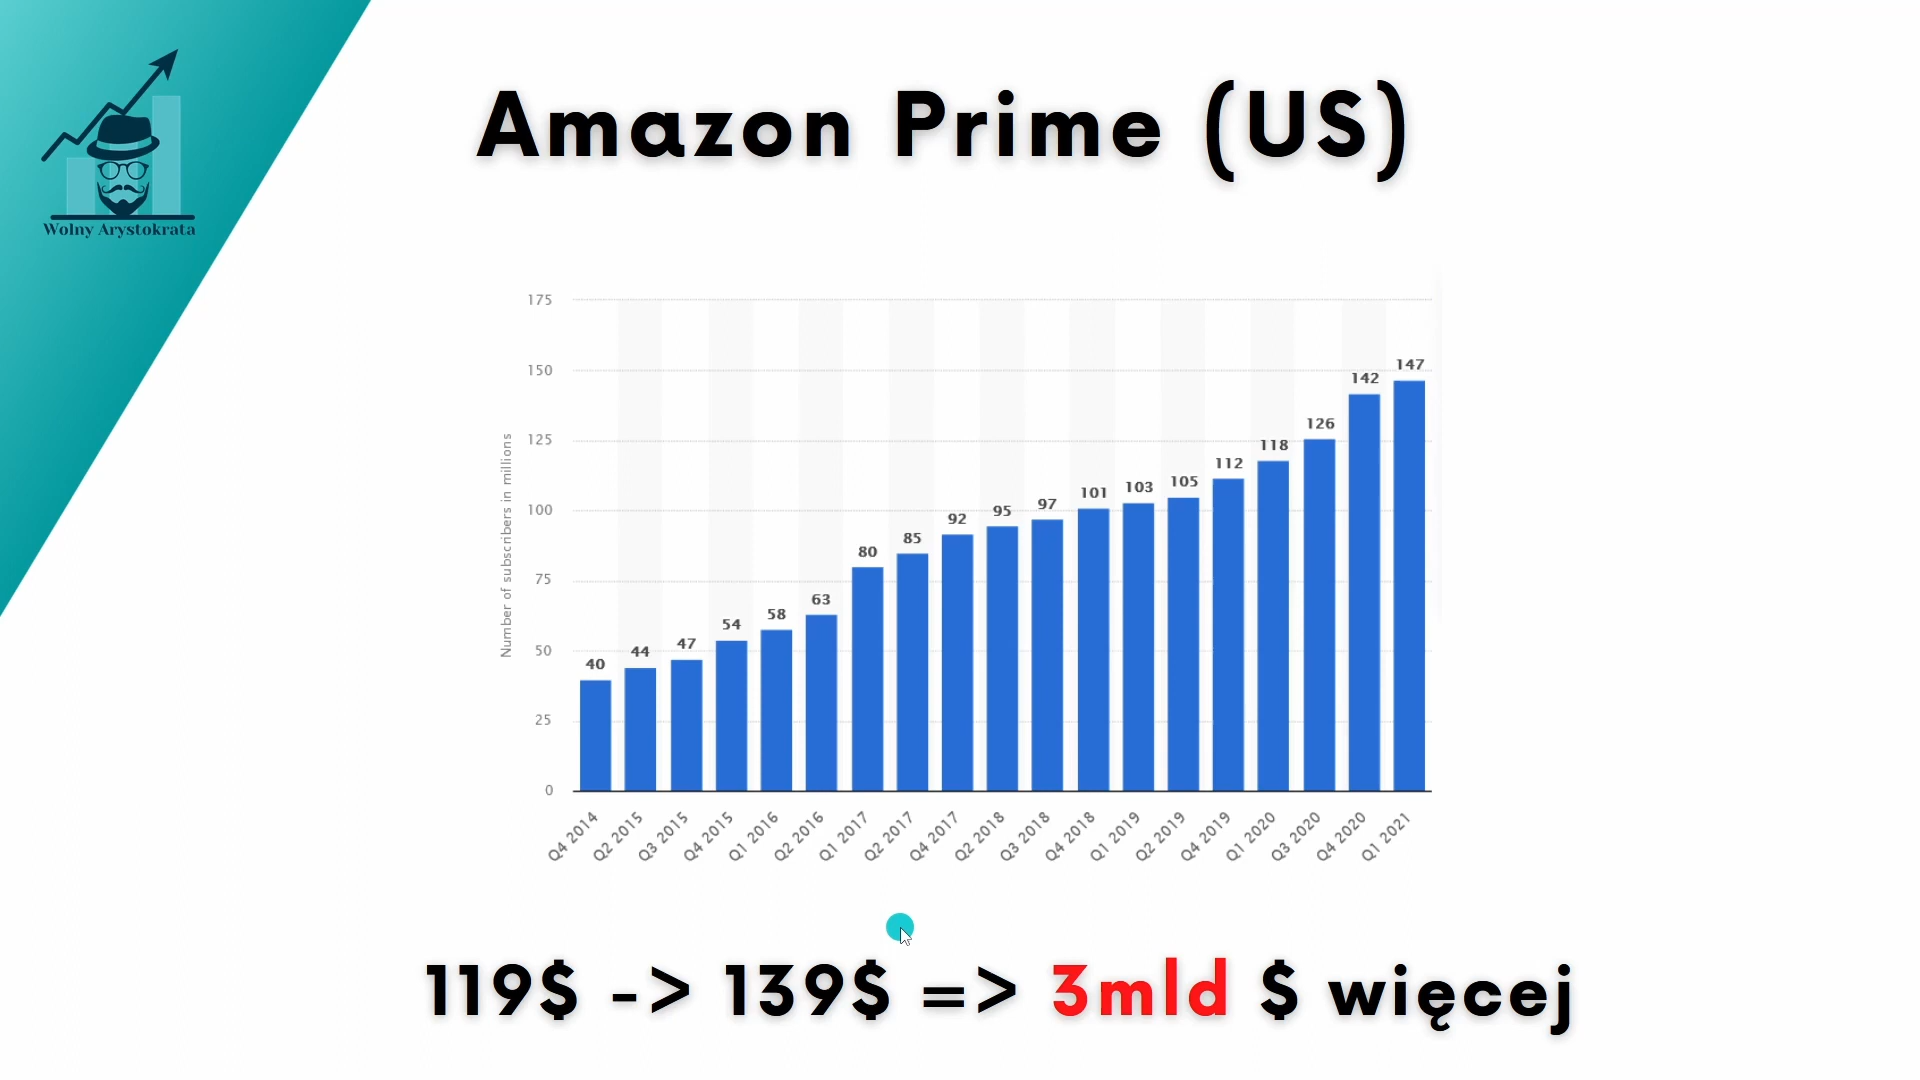 Wolny Arystokrata
Amazon Prime (US)
Number of subscribers in millions
175
150
125
100
75
50
25
0
40
44
47
54
58
63
80
85
92
95
97
101
103
105
112
118
126
142
147
Q4 2014
Q2 2015
Q3 2015
Q4 2015
Q1 2016
Q2 2016
Q1 2017
Q2 2017
Q4 2017
Q2 2018
Q3 2018
Q4 2018
Q1 2019
Q2 2019
Q4 2019
Q1 2020
Q3 2020
Q4 2020
Q1 2021
119$ -> 139$ => 3mld $ więcej